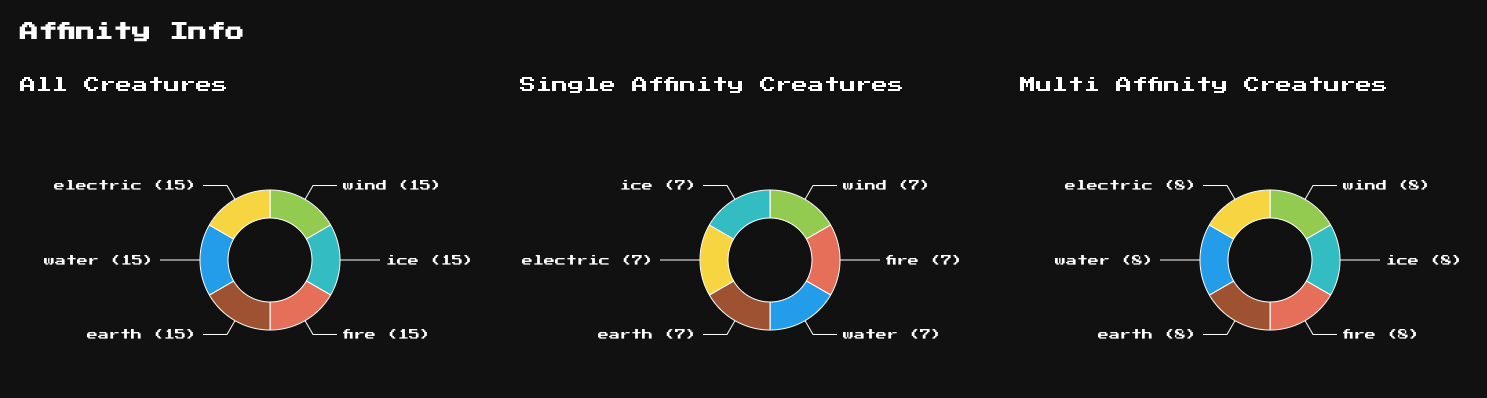 Affinity Info
All Creatures
electric (15)
wind (15)
water (15)
ice (15)
earth (15)
fire (15)
Single Affinity Creatures
ice (7)
wind (7)
electric (7)
fire (7)
earth (7)
water (7)
Multi Affinity Creatures
electric (8)
wind (8)
water (8)
ice (8)
earth (8)
fire (8)